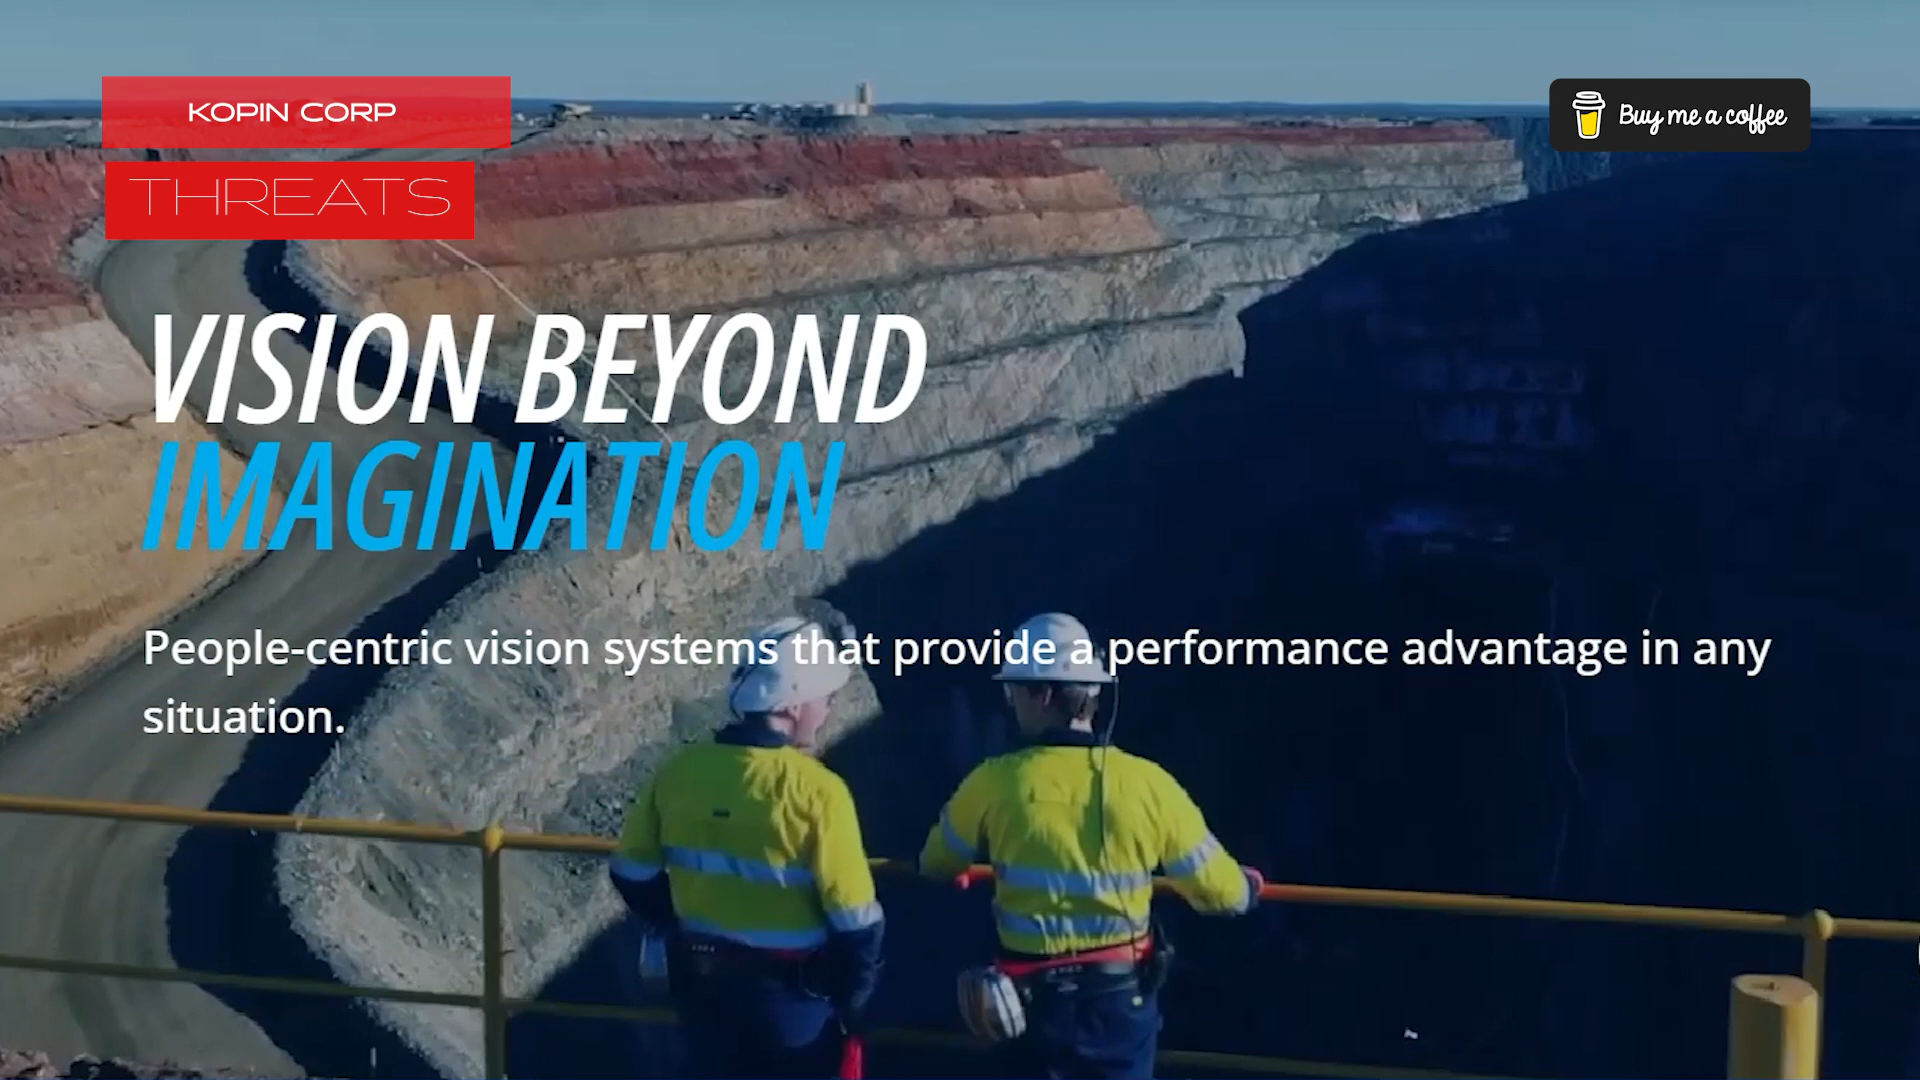 KOPIN CORP
Buy me a coffee
THREATS
VISION BEYOND
IMAGINATION
People-centric vision systems that provide a performance advantage in any
situation.